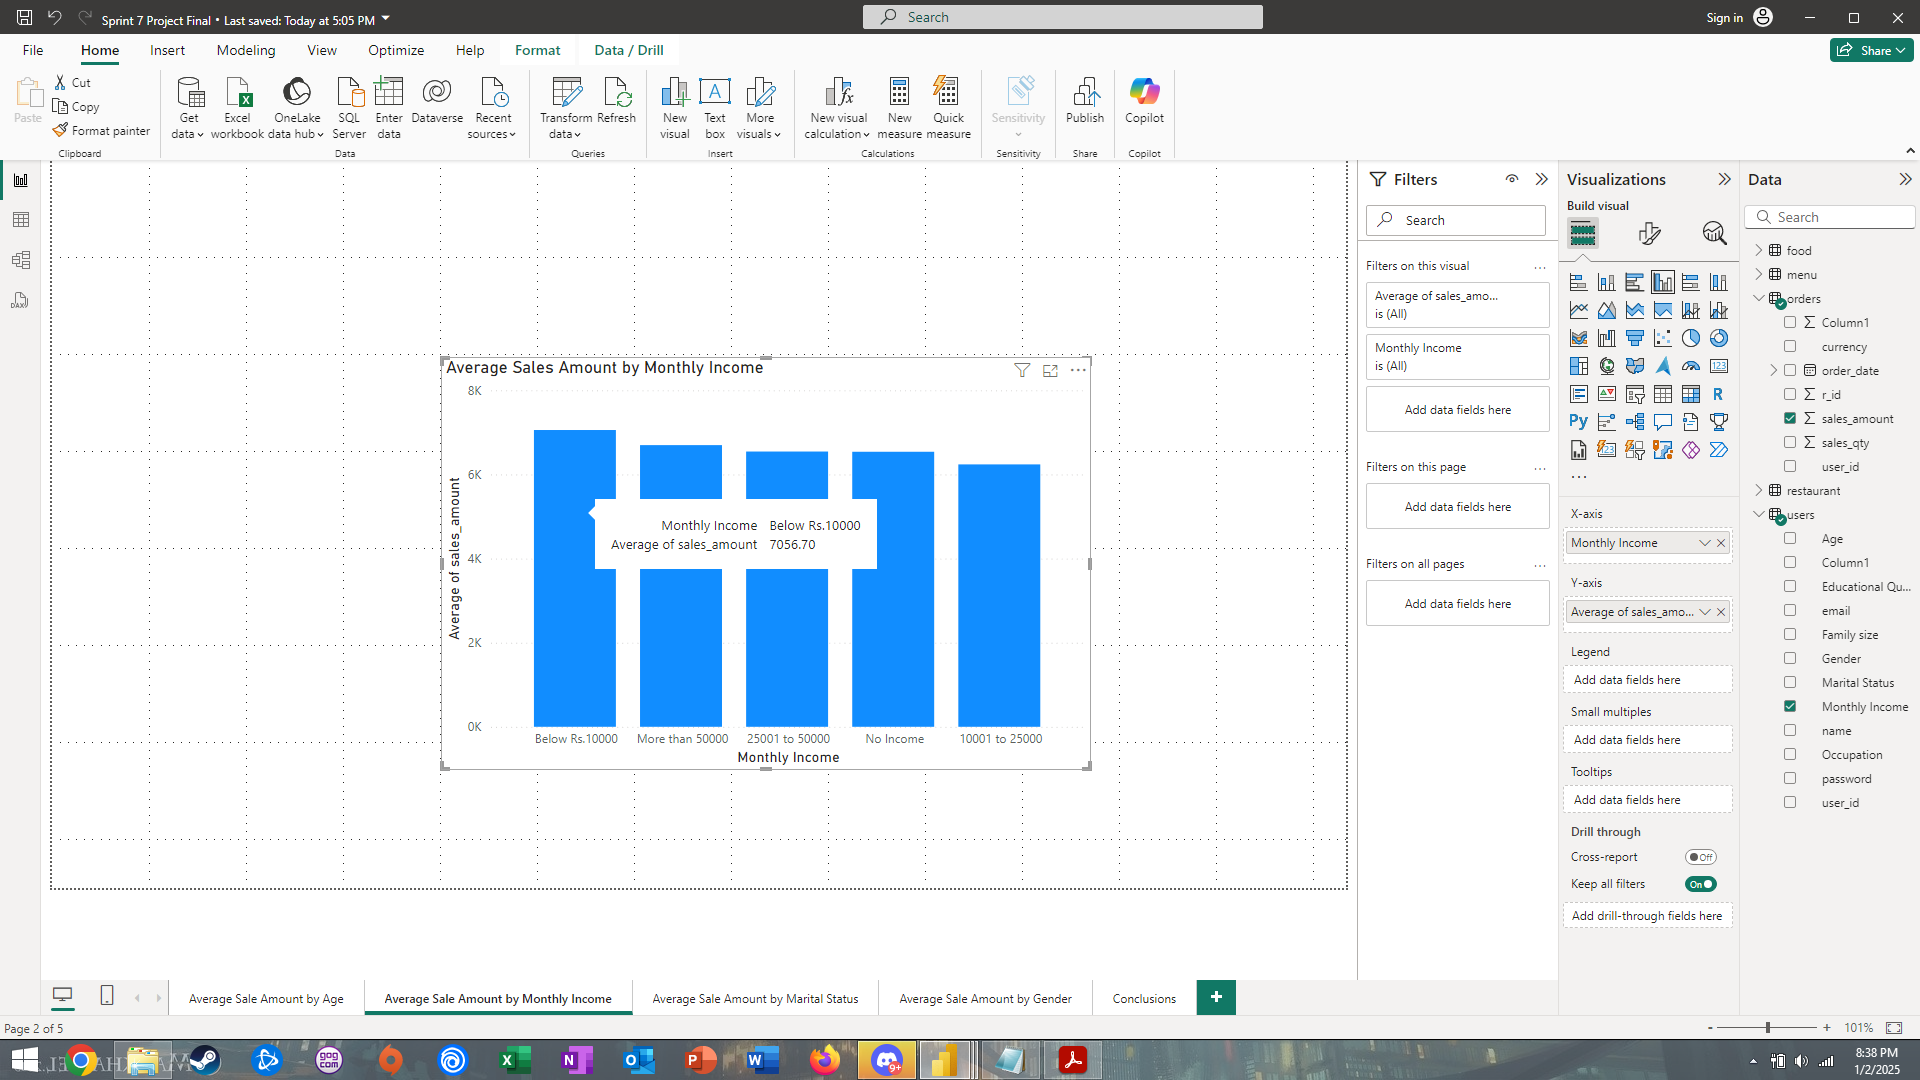 Sprint 7 Project Final • Last saved: Today at 5:05 PM
Search
Sign in
File
Home
Insert
Modeling
View
Optimize
Help
Format
Data / Drill
Share
Paste
Cut
Copy
Format painter
Clipboard
Get data
Excel workbook
OneLake data hub
SQL Server
Enter data
Dataverse
Recent sources
Data
Transform data
Refresh
Queries
New visual
Text box
More visuals
Insert
New visual calculation
New measure
Quick measure
Calculations
Sensitivity
Sensitivity
Publish
Share
Copilot
Copilot
Average Sales Amount by Monthly Income
8K
6K
4K
2K
0K
Average of sales_amount
Monthly Income Below Rs.10000
Average of sales_amount 7056.70
Below Rs.10000
More than 50000
25001 to 50000
No Income
10001 to 25000
Monthly Income
Filters
Search
Filters on this visual
Average of sales_amo...
is (All)
Monthly Income
is (All)
Add data fields here
Filters on this page
Add data fields here
Filters on all pages
Add data fields here
Visualizations
Build visual
X-axis
Monthly Income
Y-axis
Average of sales_amo...
Legend
Add data fields here
Small multiples
Add data fields here
Tooltips
Add data fields here
Drill through
Cross-report
Off
Keep all filters
On
Add drill-through fields here
Data
Search
food
menu
orders
Column1
currency
order_date
r_id
sales_amount
sales_qty
user_id
restaurant
users
Age
Column1
Educational Qu...
email
Family size
Gender
Marital Status
Monthly Income
name
Occupation
password
user_id
Average Sale Amount by Age
Average Sale Amount by Monthly Income
Average Sale Amount by Marital Status
Average Sale Amount by Gender
Conclusions
Page 2 of 5
101%
8:38 PM
1/2/2025